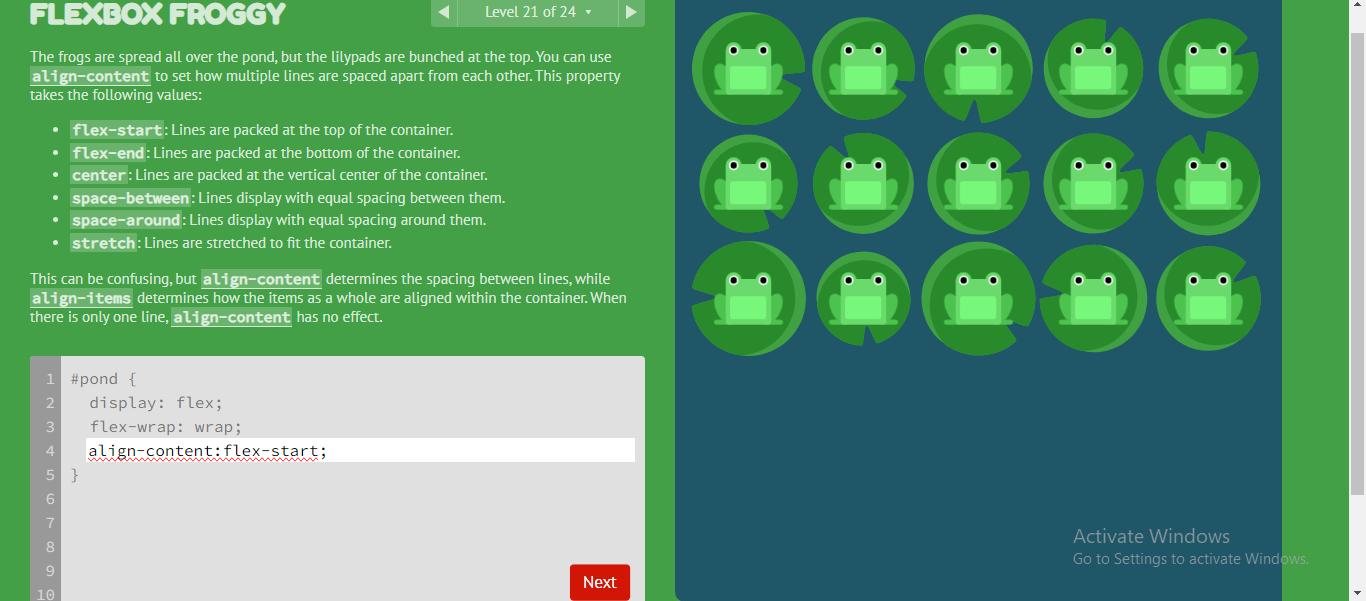 FLEXBOX FROGGY
Level 21 of 24
The frogs are spread all over the pond, but the lilypads are bunched at the top. You can use
align-content to set how multiple lines are spaced apart from each other. This property
takes the following values:
flex-start: Lines are packed at the top of the container.
flex-end: Lines are packed at the bottom of the container.
center: Lines are packed at the vertical center of the container.
space-between: Lines display with equal spacing between them.
space-around: Lines display with equal spacing around them.
stretch: Lines are stretched to fit the container.
This can be confusing, but align-content determines the spacing between lines, while
align-items determines how the items as a whole are aligned within the container. When
there is only one line, align-content has no effect.
1 #pond {
2 display: flex;
3 flex-wrap: wrap;
4 align-content:flex-start;
5 }
6
7
8
9
10
Next
Activate Windows
Go to Settings to activate Windows.